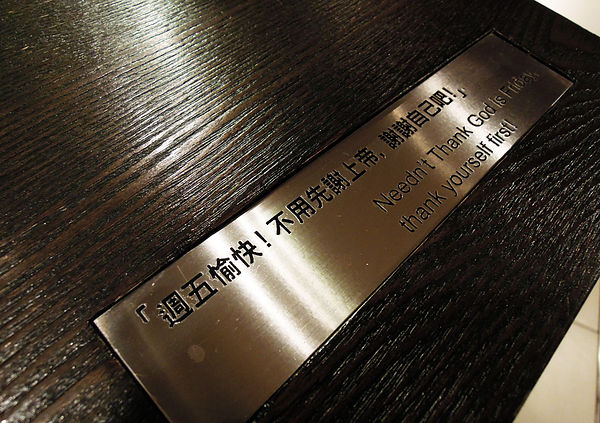 「週五愉快！不用先謝上帝，謝謝自己吧！」
Needn't Thank God is Friday,
thank yourself first!